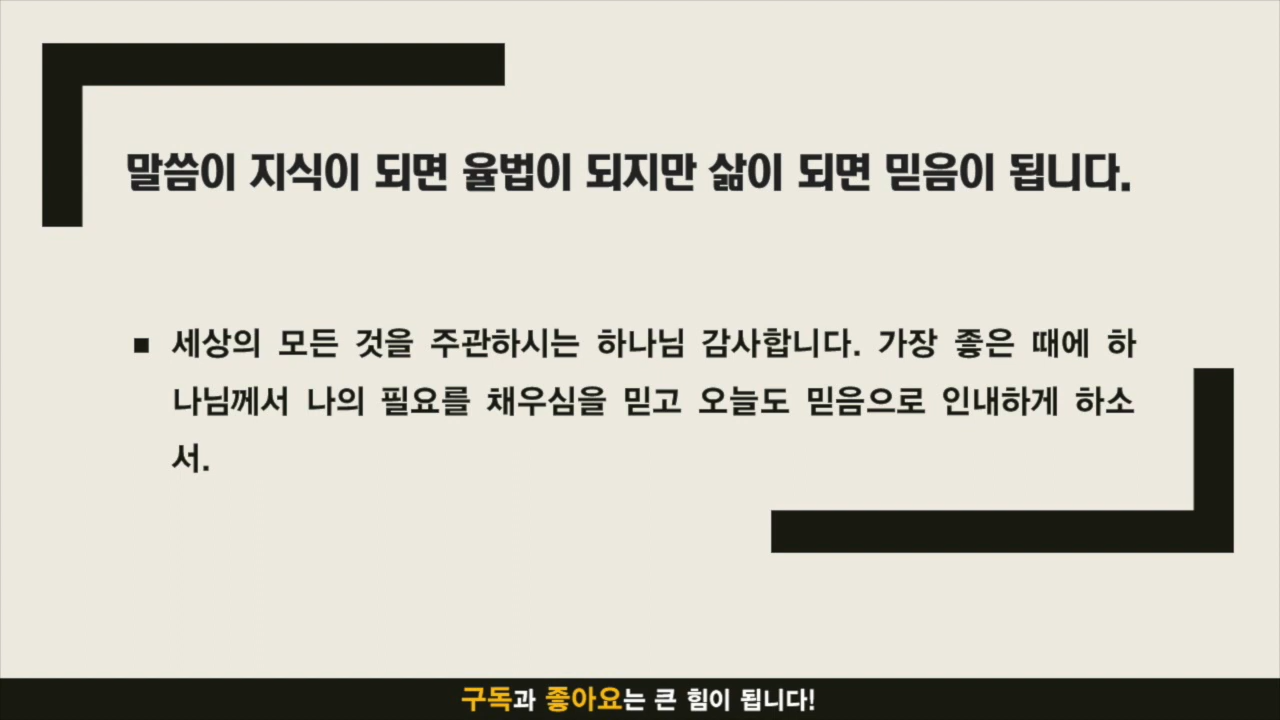 말씀이 지식이 되면 율법이 되지만 삶이 되면 믿음이 됩니다.
■ 세상의 모든 것을 주관하시는 하나님 감사합니다. 가장 좋은 때에 하
나님께서 나의 필요를 채우심을 믿고 오늘도 믿음으로 인내하게 하소
서.
구독과 좋아요는 큰 힘이 됩니다!